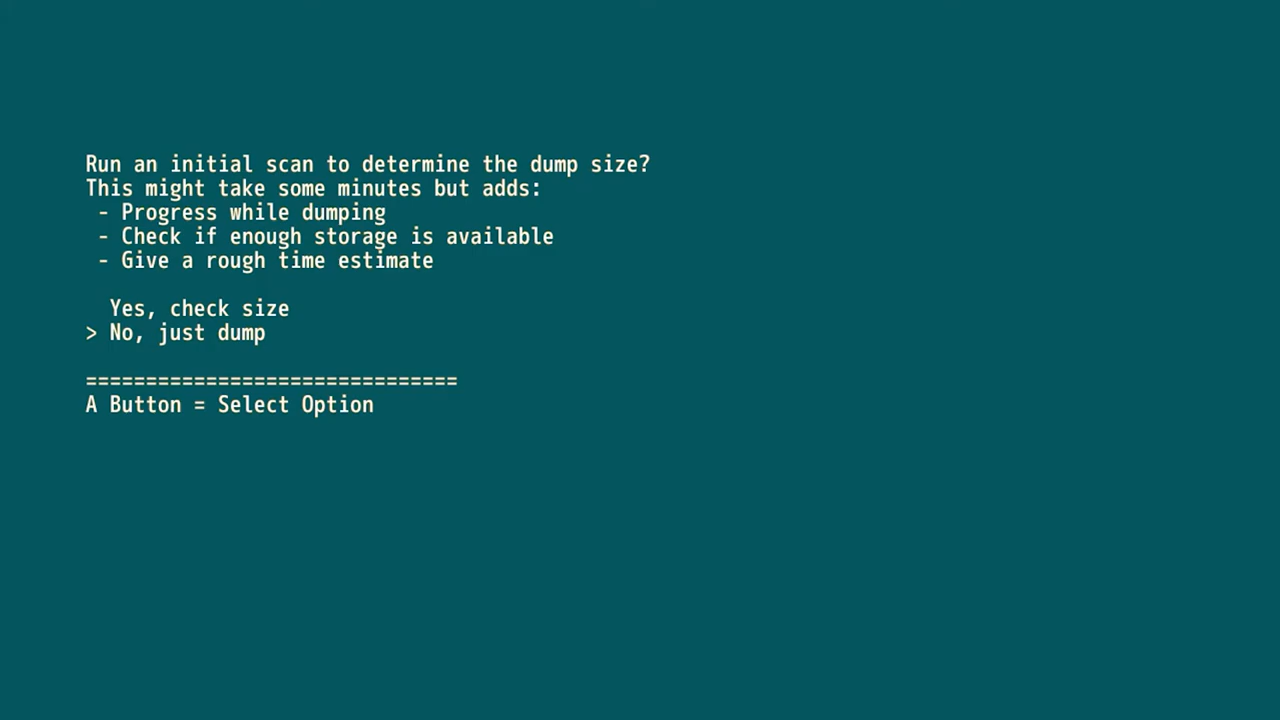 Run an initial scan to determine the dump size?
This might take some minutes but adds:
- Progress while dumping
- Check if enough storage is available
- Give a rough time estimate
Yes, check size
> No, just dump
===============================
A Button = Select Option